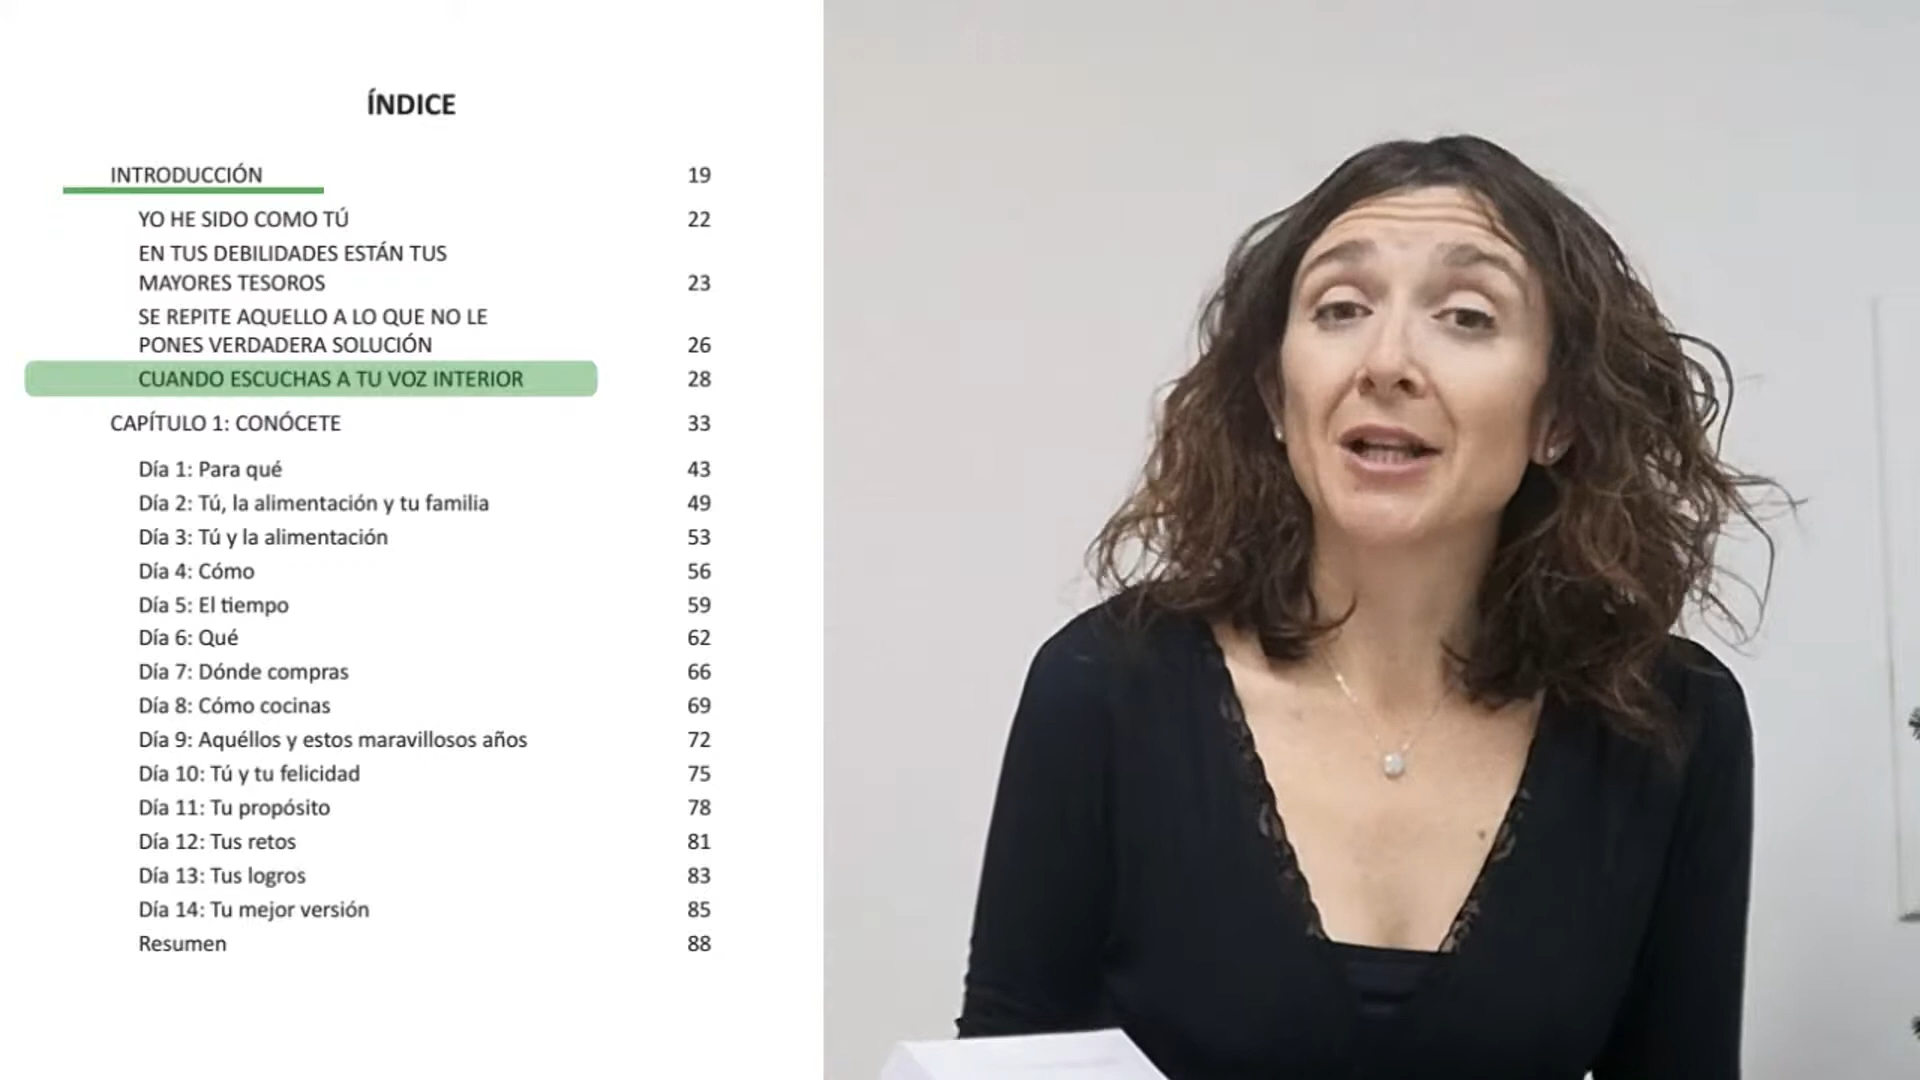 ÍNDICE
INTRODUCCIÓN 19
YO HE SIDO COMO TÚ 22
EN TUS DEBILIDADES ESTÁN TUS
MAYORES TESOROS 23
SE REPITE AQUELLO A LO QUE NO LE
PONES VERDADERA SOLUCIÓN 26
CUANDO ESCUCHAS A TU VOZ INTERIOR 28
CAPÍTULO 1: CONÓCETE 33
Día 1: Para qué 43
Día 2: Tú, la alimentación y tu familia 49
Día 3: Tú y la alimentación 53
Día 4: Cómo 56
Día 5: El tiempo 59
Día 6: Qué 62
Día 7: Dónde compras 66
Día 8: Cómo cocinas 69
Día 9: Aquéllos y estos maravillosos años 72
Día 10: Tú y tu felicidad 75
Día 11: Tu propósito 78
Día 12: Tus retos 81
Día 13: Tus logros 83
Día 14: Tu mejor versión 85
Resumen 88